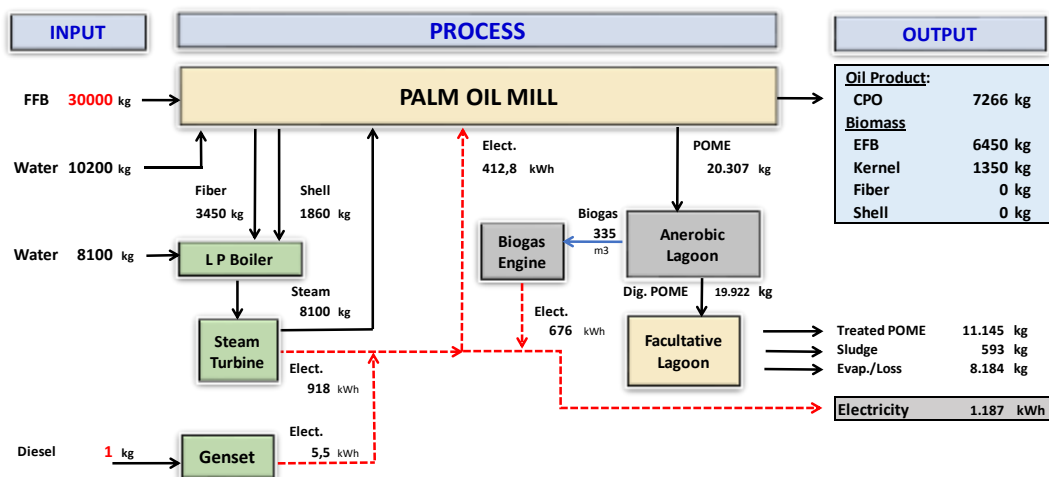 INPUT
PROCESS
OUTPUT
FFB 30000 kg
PALM OIL MILL
Oil Product:
CPO 7266 kg
Biomass
EFB 6450 kg
Kernel 1350 kg
Fiber 0 kg
Shell 0 kg
Water 10200 kg
Elect.
412,8 kWh
POME
20.307 kg
Fiber
3450 kg
Shell
1860 kg
Water 8100 kg
L P Boiler
Biogas
335
m3
Biogas
Engine
Anerobic
Lagoon
Steam
8100 kg
Dig. POME 19.922 kg
Elect.
676 kWh
Steam
Turbine
Facultative
Lagoon
Treated POME 11.145 kg
Sludge 593 kg
Evap./Loss 8.184 kg
Elect.
918 kWh
Electricity 1.187 kWh
Diesel 1 kg
Genset
Elect.
5,5 kWh